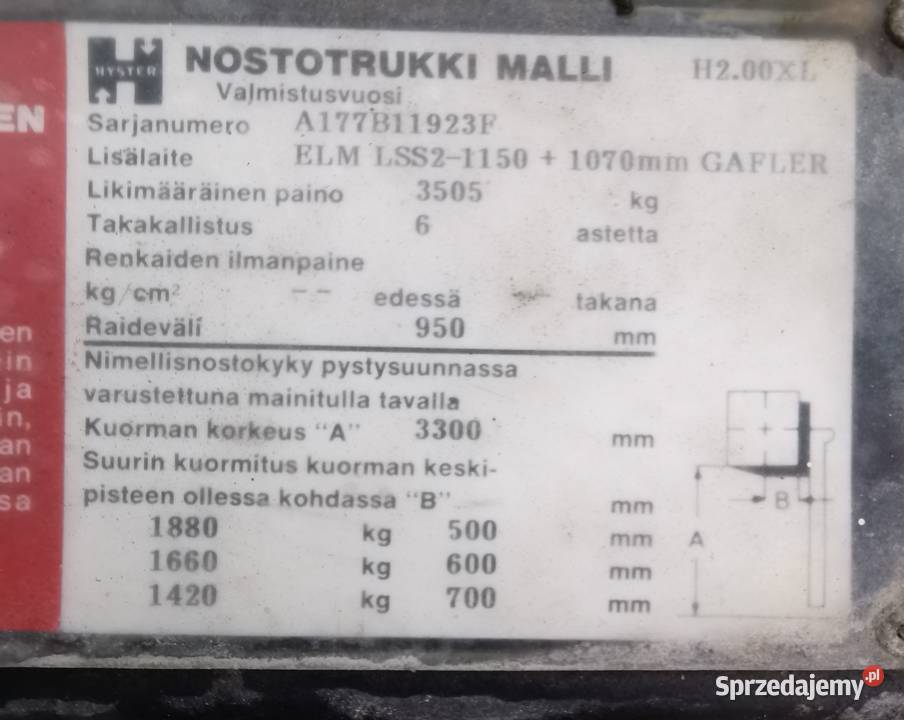 HYSTER
NOSTOTRUKKI MALLI H2.00XL
Valmistusvuosi
Sarjanumero A177B11923F
Lisälaite ELM LSS2-1150 + 1070mm GAFLER
Likimääräinen paino 3505 kg
Takakallistus 6 astetta
Renkaiden ilmanpaine
kg/cm² -- edessä -- takana
Raideväli 950 mm
Nimellisnostokyky pystysuunnassa
varustettuna mainitulla tavalla
Kuorman korkeus "A" 3300 mm
Suurin kuormitus kuorman keski-
pisteen ollessa kohdassa "B" mm
1880 kg 500 mm
1660 kg 600 mm
1420 kg 700 mm
B
A
EN
en
in
ja
in,
an
an
sa
Sprzedajemy.pl